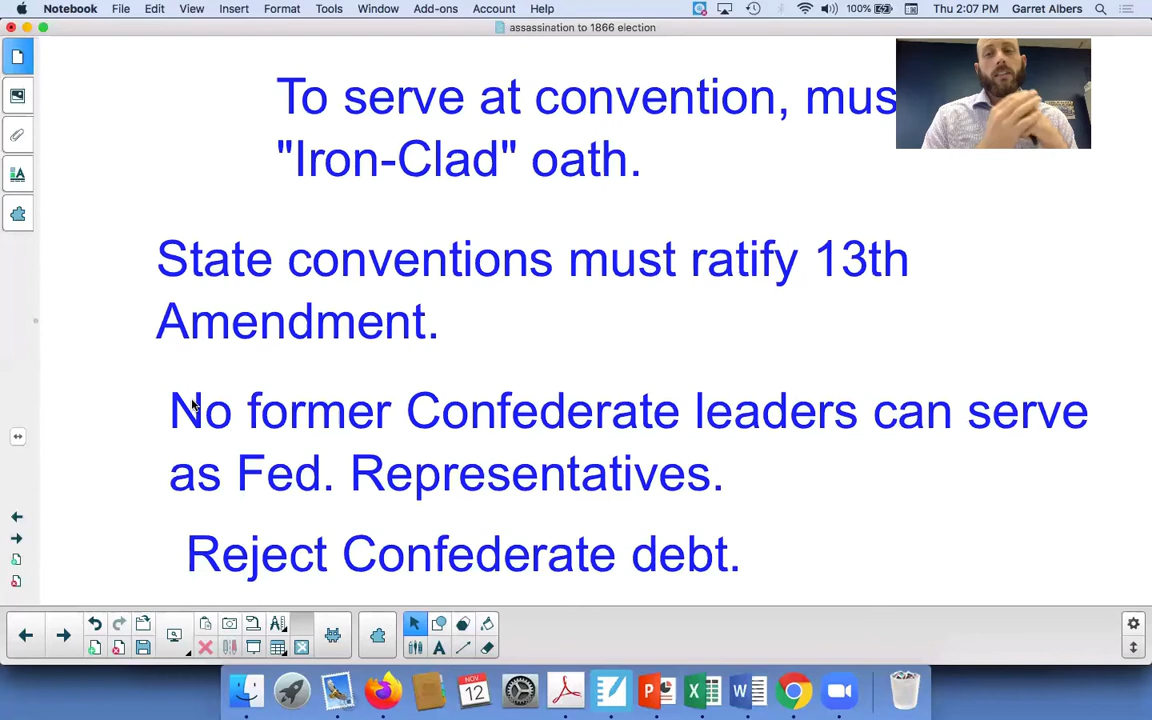 Notebook File Edit View Insert Format Tools Window Add-ons Account Help 100% Thu 2:07 PM Garret Albers
assassination to 1866 election
To serve at convention, mus
"Iron-Clad" oath.
State conventions must ratify 13th
Amendment.
No former Confederate leaders can serve
as Fed. Representatives.
Reject Confederate debt.
NOV
12